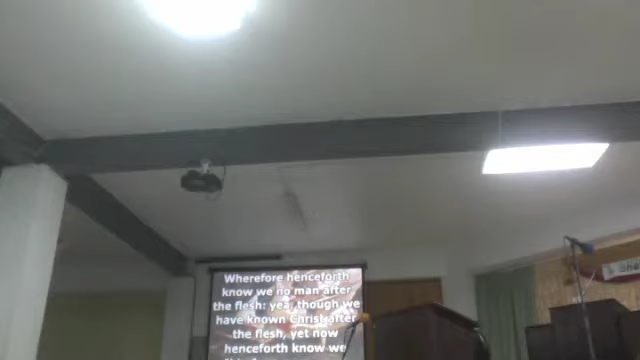 Wherefore henceforth
know we no man after
the flesh: yea, though we
have known Christ after
the flesh, yet now
henceforth know we